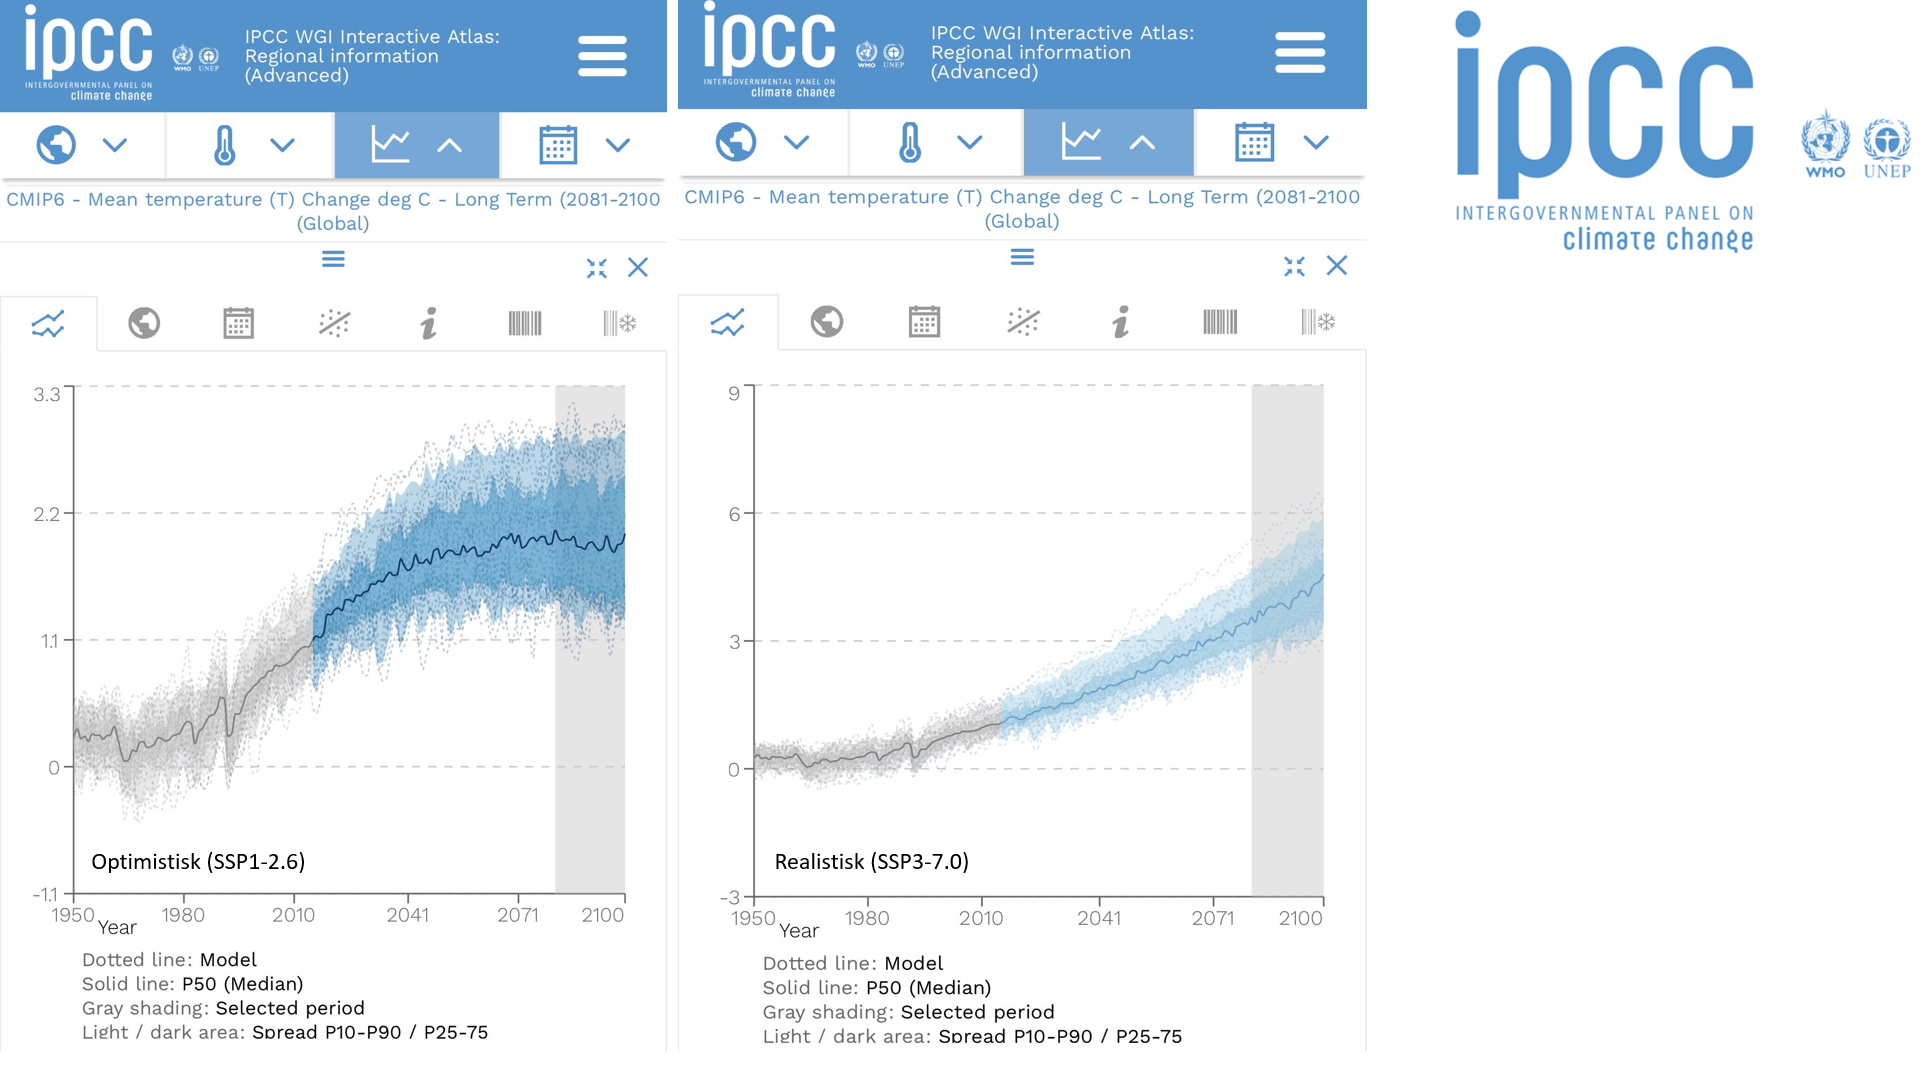 ipcc
INTERGOVERNMENTAL PANEL ON
climate change
WMO UNEP
IPCC WGI Interactive Atlas:
Regional information
(Advanced)
CMIP6 - Mean temperature (T) Change deg C - Long Term (2081-2100
(Global)
3.3
2.2
1.1
0
-1.1
Optimistisk (SSP1-2.6)
1950 1980 2010 2041 2071 2100
Year
Dotted line: Model
Solid line: P50 (Median)
Gray shading: Selected period
Light / dark area: Spread P10-P90 / P25-75
ipcc
INTERGOVERNMENTAL PANEL ON
climate change
WMO UNEP
IPCC WGI Interactive Atlas:
Regional information
(Advanced)
CMIP6 - Mean temperature (T) Change deg C - Long Term (2081-2100
(Global)
9
6
3
0
-3
Realistisk (SSP3-7.0)
1950 1980 2010 2041 2071 2100
Year
Dotted line: Model
Solid line: P50 (Median)
Gray shading: Selected period
Light / dark area: Spread P10-P90 / P25-75
ipcc
INTERGOVERNMENTAL PANEL ON
climate change
WMO UNEP